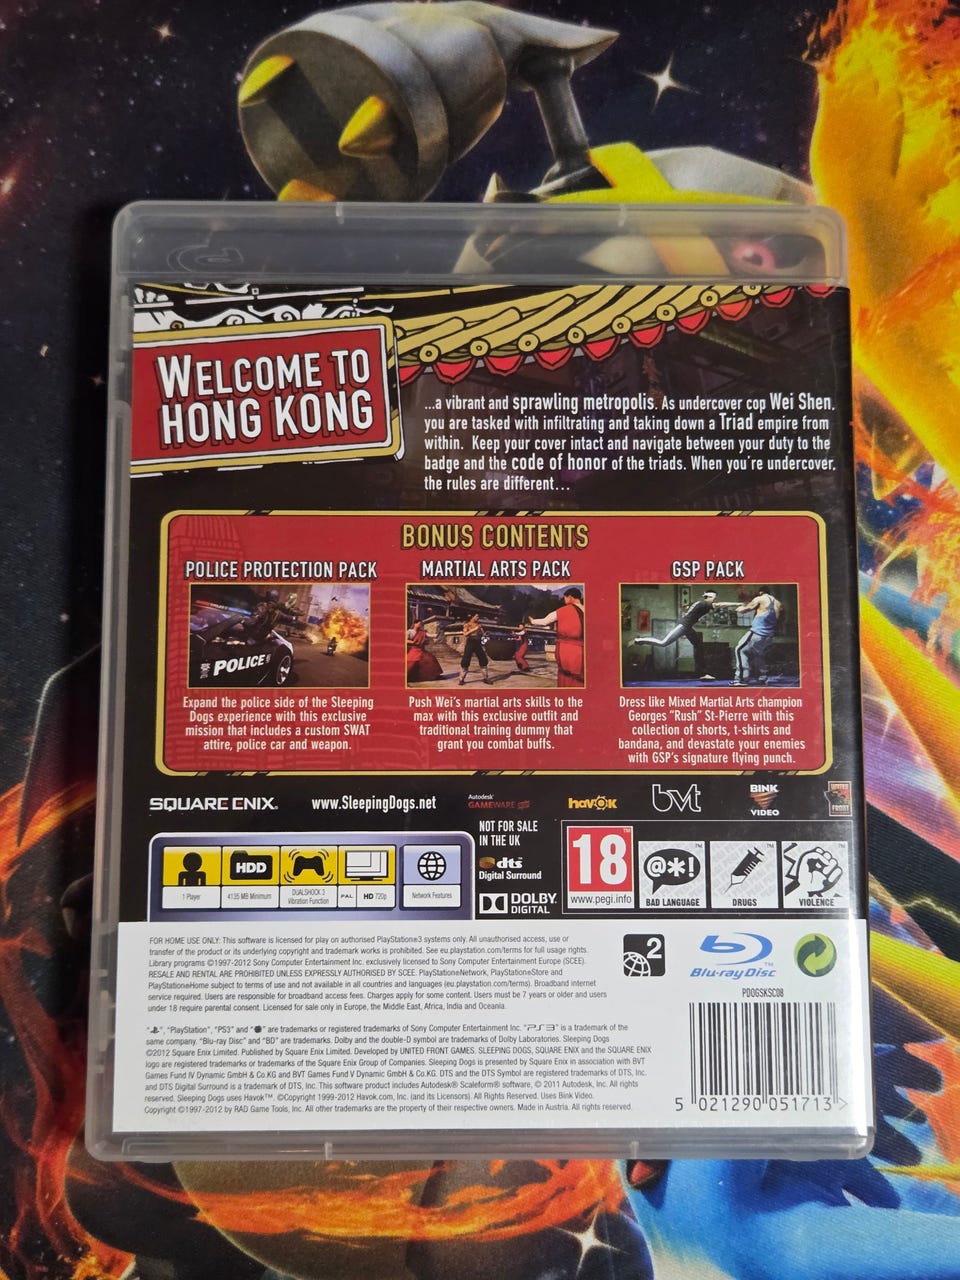 WELCOME TO
HONG KONG
...a vibrant and sprawling metropolis. As undercover cop Wei Shen,
you are tasked with infiltrating and taking down a Triad empire from
within. Keep your cover intact and navigate between your duty to the
badge and the code of honor of the triads. When you're undercover,
the rules are different...
BONUS CONTENTS
POLICE PROTECTION PACK
POLICE
Expand the police side of the Sleeping
Dogs experience with this exclusive
mission that includes a custom SWAT
attire, police car and weapon.
MARTIAL ARTS PACK
Push Wei's martial arts skills to the
max with this exclusive outfit and
traditional training dummy that
grant you combat buffs.
GSP PACK
Dress like Mixed Martial Arts champion
Georges "Rush" St-Pierre with this
collection of shorts, t-shirts and
bandana, and devastate your enemies
with GSP's signature flying punch.
SQUARE ENIX.
www.SleepingDogs.net
Autodesk®
GAMEWARE
havok
bvt
BINK
VIDEO
UNITED
FRONT
1 Player
HDD
4135 MB Minimum
DUALSHOCK 3
Vibration Function
PAL
HD 720p
Network Features
NOT FOR SALE
IN THE UK
dts
Digital Surround
DOLBY
DIGITAL
18
™
www.pegi.info
@*!
BAD LANGUAGE
DRUGS
VIOLENCE
FOR HOME USE ONLY: This software is licensed for play on authorised PlayStation®3 systems only. All unauthorised access, use or
transfer of the product or its underlying copyright and trademark works is prohibited. See eu.playstation.com/terms for full usage rights.
Library programs ©1997-2012 Sony Computer Entertainment Inc. exclusively licensed to Sony Computer Entertainment Europe (SCEE).
RESALE AND RENTAL ARE PROHIBITED UNLESS EXPRESSLY AUTHORISED BY SCEE. PlayStation®Network, PlayStation®Store and
PlayStation®Home subject to terms of use and not available in all countries and languages (eu.playstation.com/terms). Broadband internet
service required. Users are responsible for broadband access fees. Charges apply for some content. Users must be 7 years or older and users
under 18 require parental consent. Licensed for sale only in Europe, the Middle East, Africa, India and Oceania.
2
Blu-ray Disc
™
PDOGSKSC08
" ", "PlayStation", "PS3" and " " are trademarks or registered trademarks of Sony Computer Entertainment Inc. "PS3" is a trademark of the
same company. "Blu-ray Disc" and "BD" are trademarks. Dolby and the double-D symbol are trademarks of Dolby Laboratories. Sleeping Dogs
©2012 Square Enix Limited. Published by Square Enix Limited. Developed by UNITED FRONT GAMES. SLEEPING DOGS, SQUARE ENIX and the SQUARE ENIX
logo are registered trademarks or trademarks of the Square Enix Group of Companies. Sleeping Dogs is presented by Square Enix in association with BVT
Games Fund IV Dynamic GmbH & Co.KG and BVT Games Fund V Dynamic GmbH & Co.KG. DTS and the DTS Symbol are registered trademarks of DTS, Inc.
and DTS Digital Surround is a trademark of DTS, Inc. This software product includes Autodesk® Scaleform® software, © 2011 Autodesk, Inc. All rights
reserved. Sleeping Dogs uses Havok™. ©Copyright 1999-2012 Havok.com, Inc. (and its Licensors). All Rights Reserved. Uses Bink Video.
Copyright ©1997-2012 by RAD Game Tools, Inc. All other trademarks are the property of their respective owners. Made in Austria. All rights reserved.
5 021290 051713 >